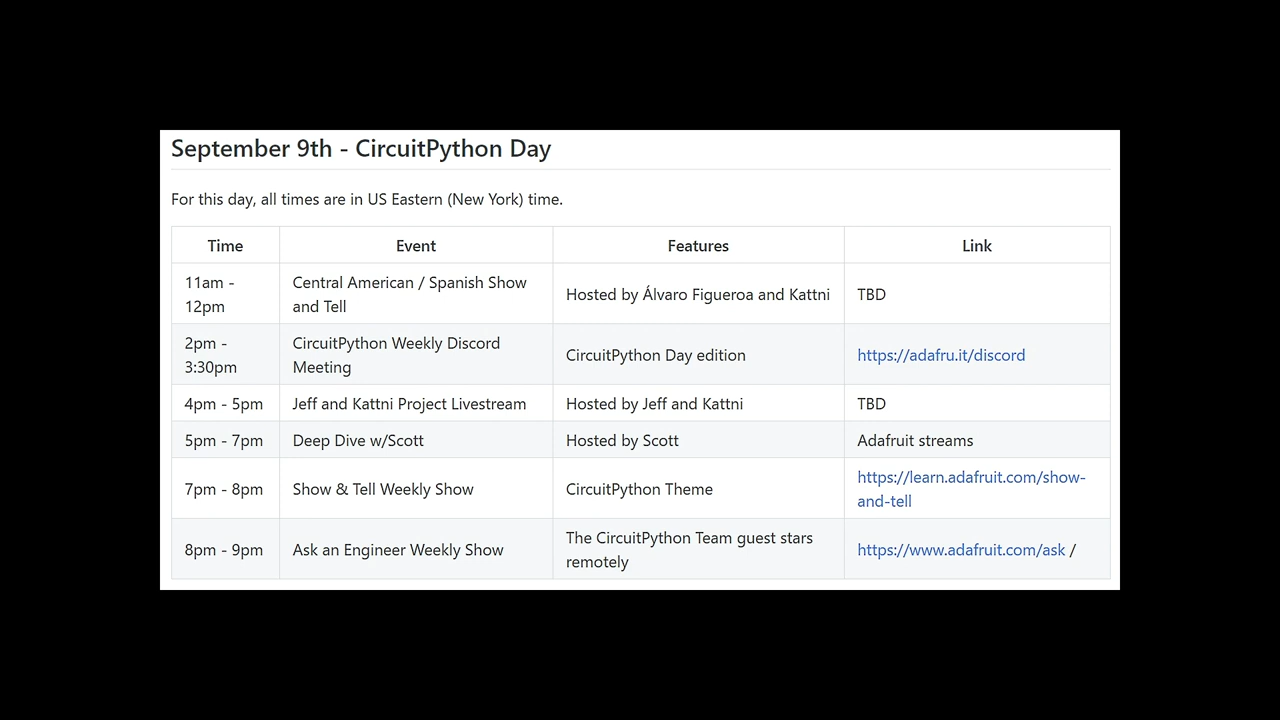 September 9th - CircuitPython Day
For this day, all times are in US Eastern (New York) time.
Time Event Features Link
11am -
12pm
Central American / Spanish Show
and Tell
Hosted by Álvaro Figueroa and Kattni
TBD
2pm -
3:30pm
CircuitPython Weekly Discord
Meeting
CircuitPython Day edition
https://adafru.it/discord
4pm - 5pm Jeff and Kattni Project Livestream Hosted by Jeff and Kattni TBD
5pm - 7pm Deep Dive w/Scott Hosted by Scott Adafruit streams
7pm - 8pm Show & Tell Weekly Show CircuitPython Theme
https://learn.adafruit.com/show-
and-tell
8pm - 9pm Ask an Engineer Weekly Show
The CircuitPython Team guest stars
remotely
https://www.adafruit.com/ask /